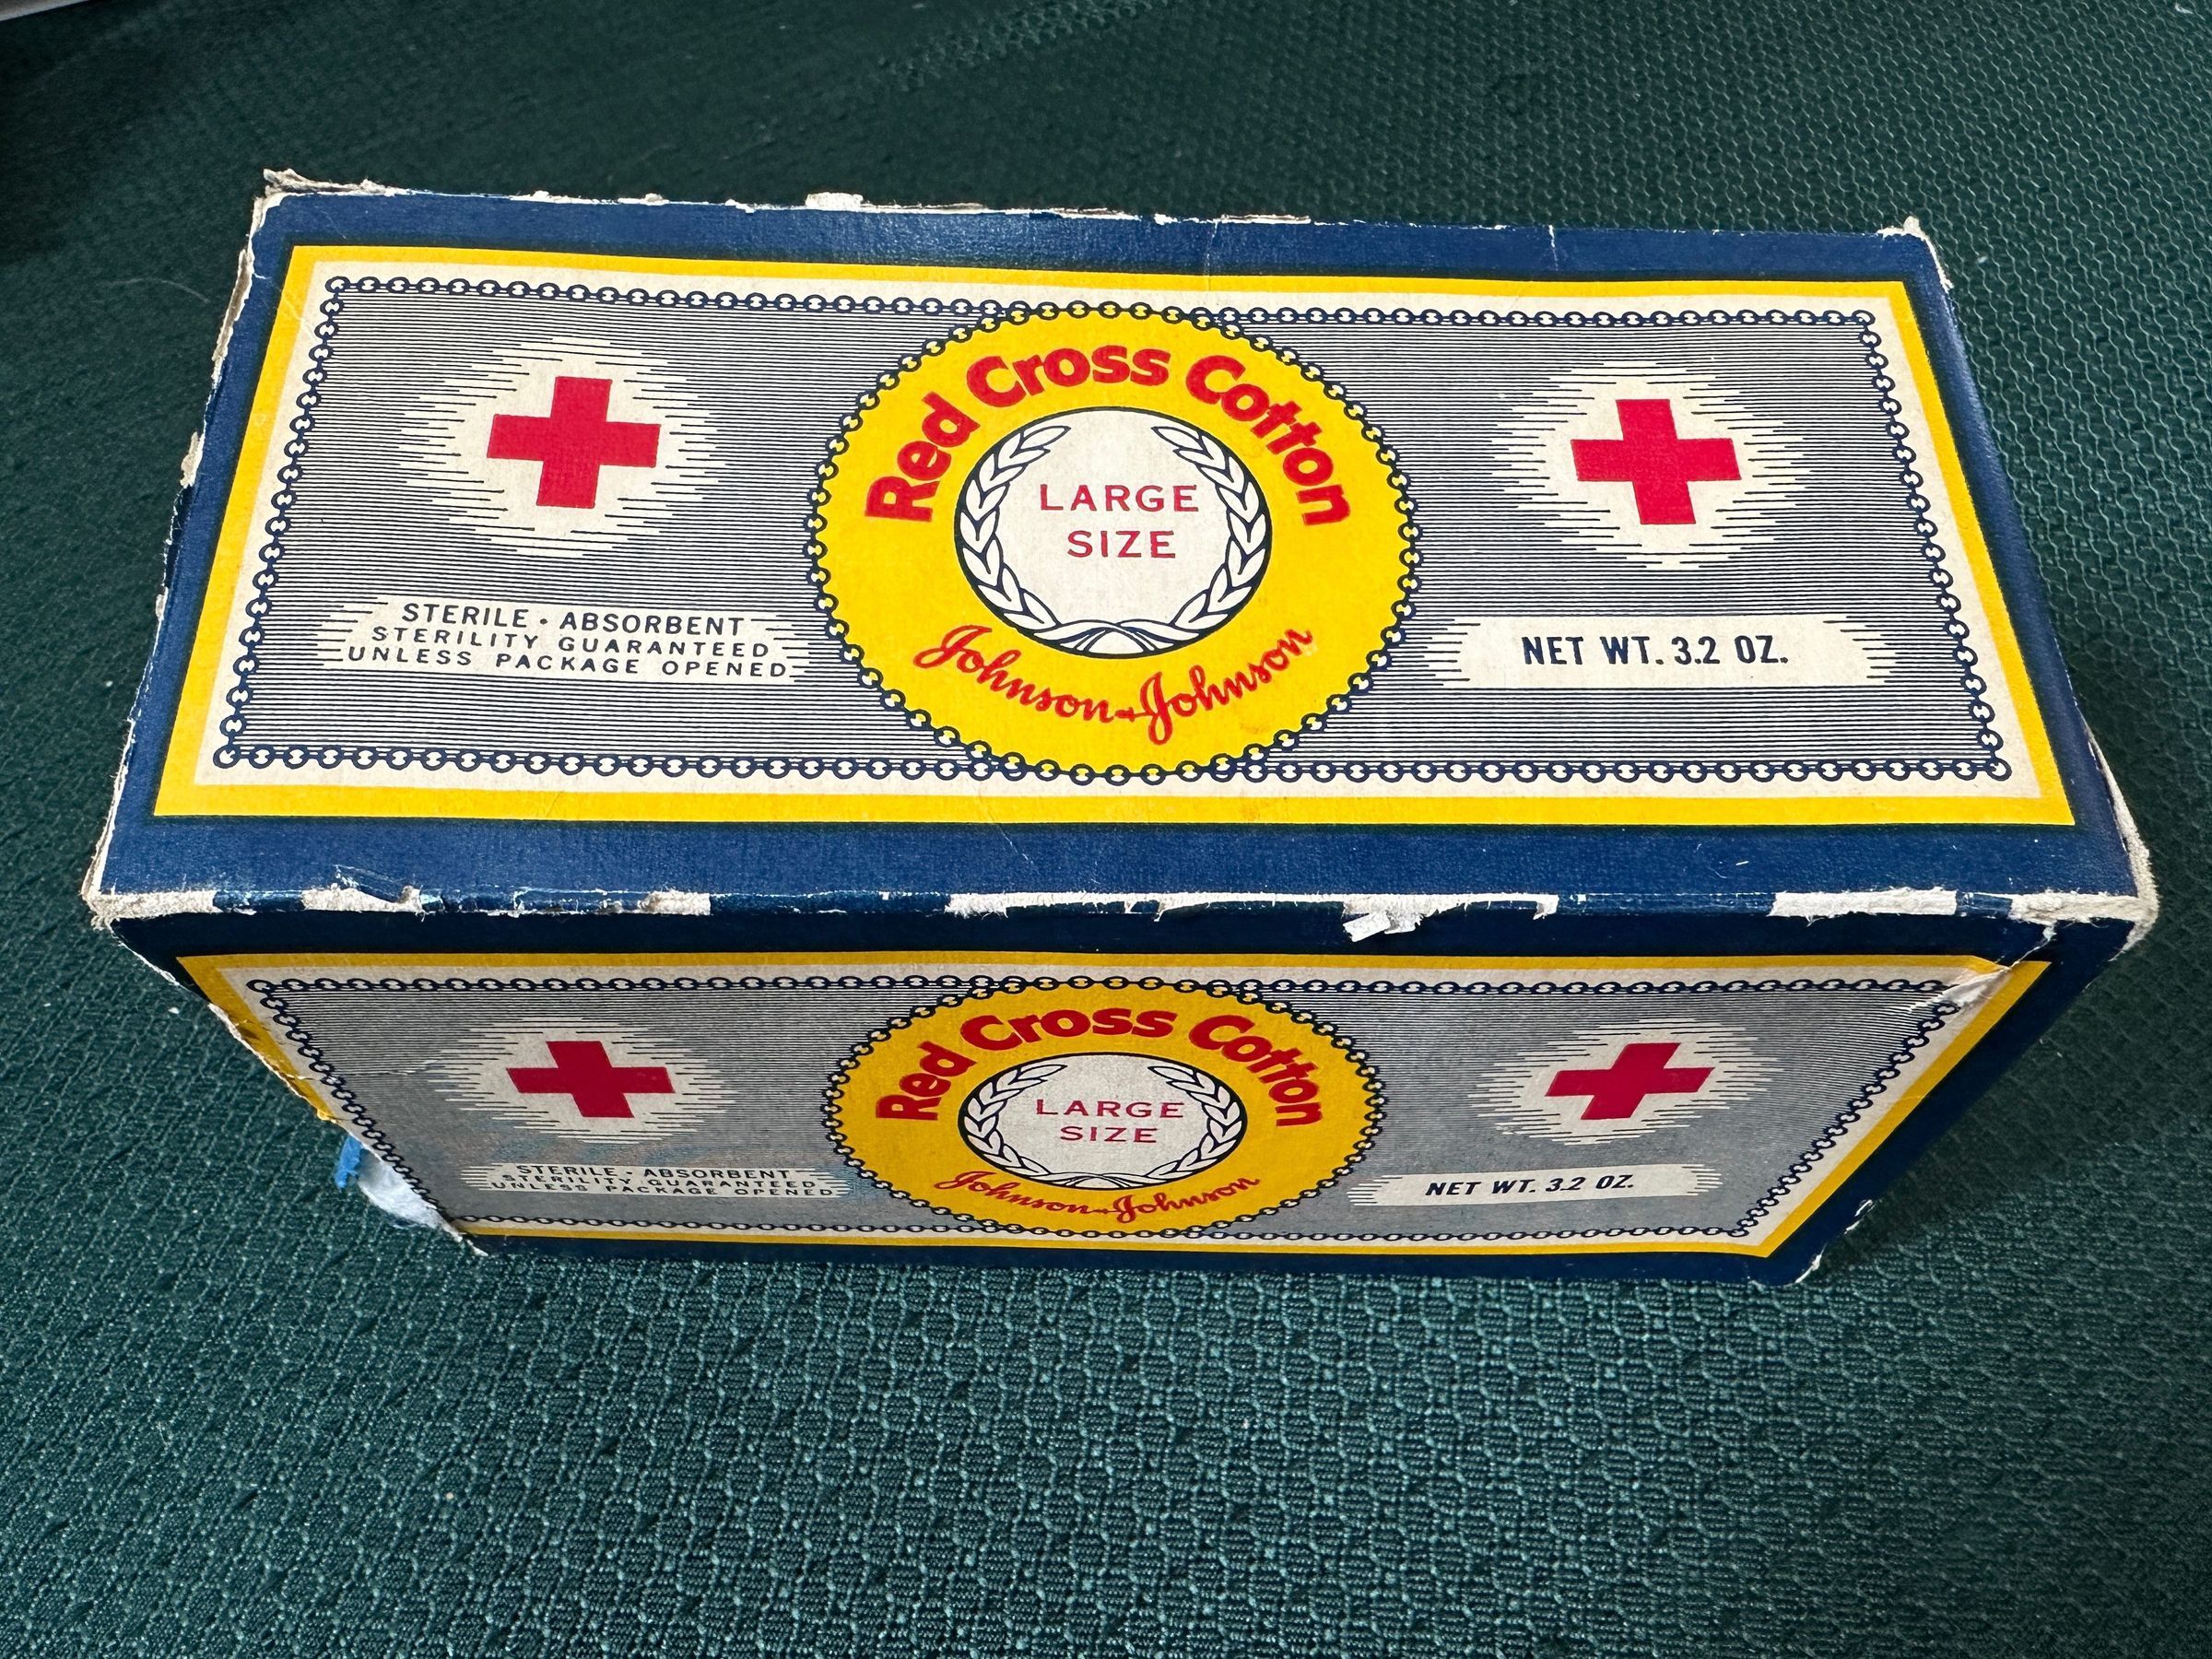 Red Cross Cotton
LARGE
SIZE
Johnson & Johnson
STERILE · ABSORBENT
STERILITY GUARANTEED
UNLESS PACKAGE OPENED
NET WT. 3.2 OZ.
Red Cross Cotton
LARGE
SIZE
Johnson & Johnson
STERILE · ABSORBENT
STERILITY GUARANTEED
UNLESS PACKAGE OPENED
NET WT. 3.2 OZ.